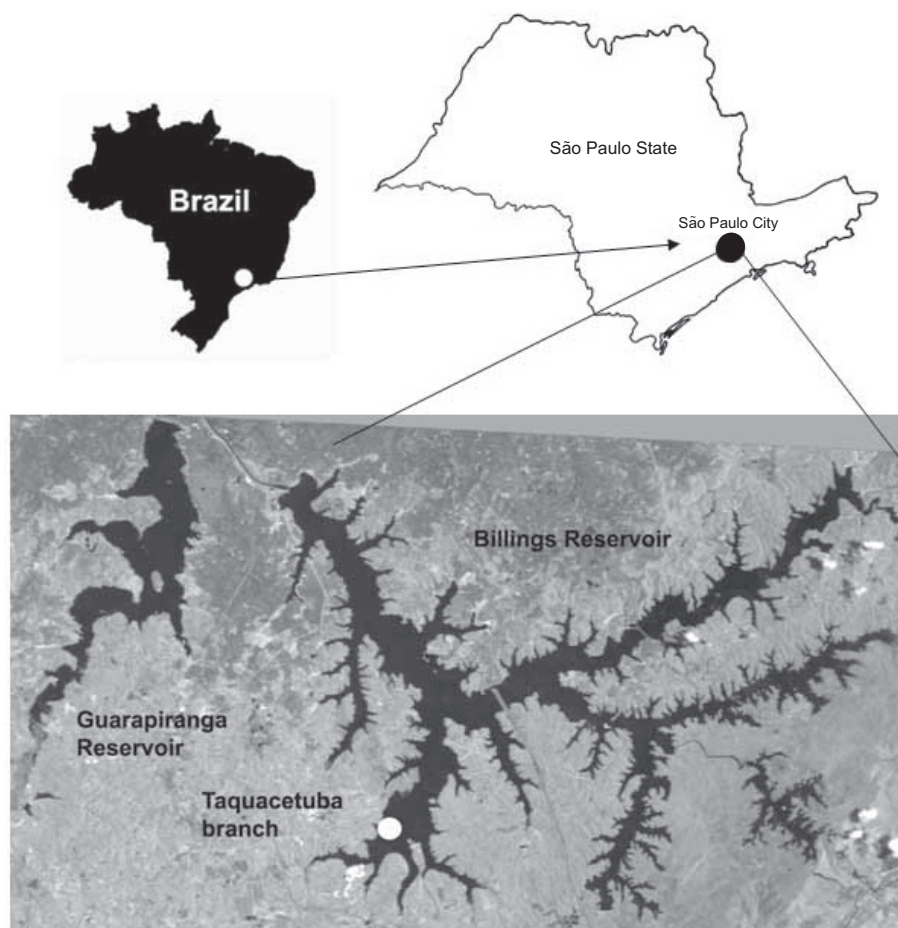 Brazil
São Paulo State
São Paulo City
Billings Reservoir
Guarapiranga
Reservoir
Taquacetuba
branch